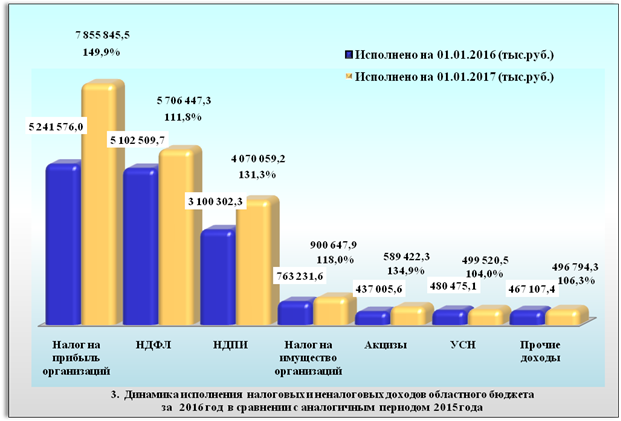 7 855 845,5
149,9%
Исполнено на 01.01.2016 (тыс.руб.)
Исполнено на 01.01.2017 (тыс.руб.)
5 706 447,3
111,8%
5 241 576,0
5 102 509,7
4 070 059,2
131,3%
3 100 302,3
900 647,9
118,0%
589 422,3
134,9%
499 520,5
104,0%
496 794,3
106,3%
763 231,6
437 005,6
480 475,1
467 107,4
Налог на
прибыль
организаций
НДФЛ
НДПИ
Налог на
имущество
организаций
Акцизы
УСН
Прочие
доходы
3. Динамика исполнения налоговых и неналоговых доходов областного бюджета
за 2016 год в сравнении с аналогичным периодом 2015 года